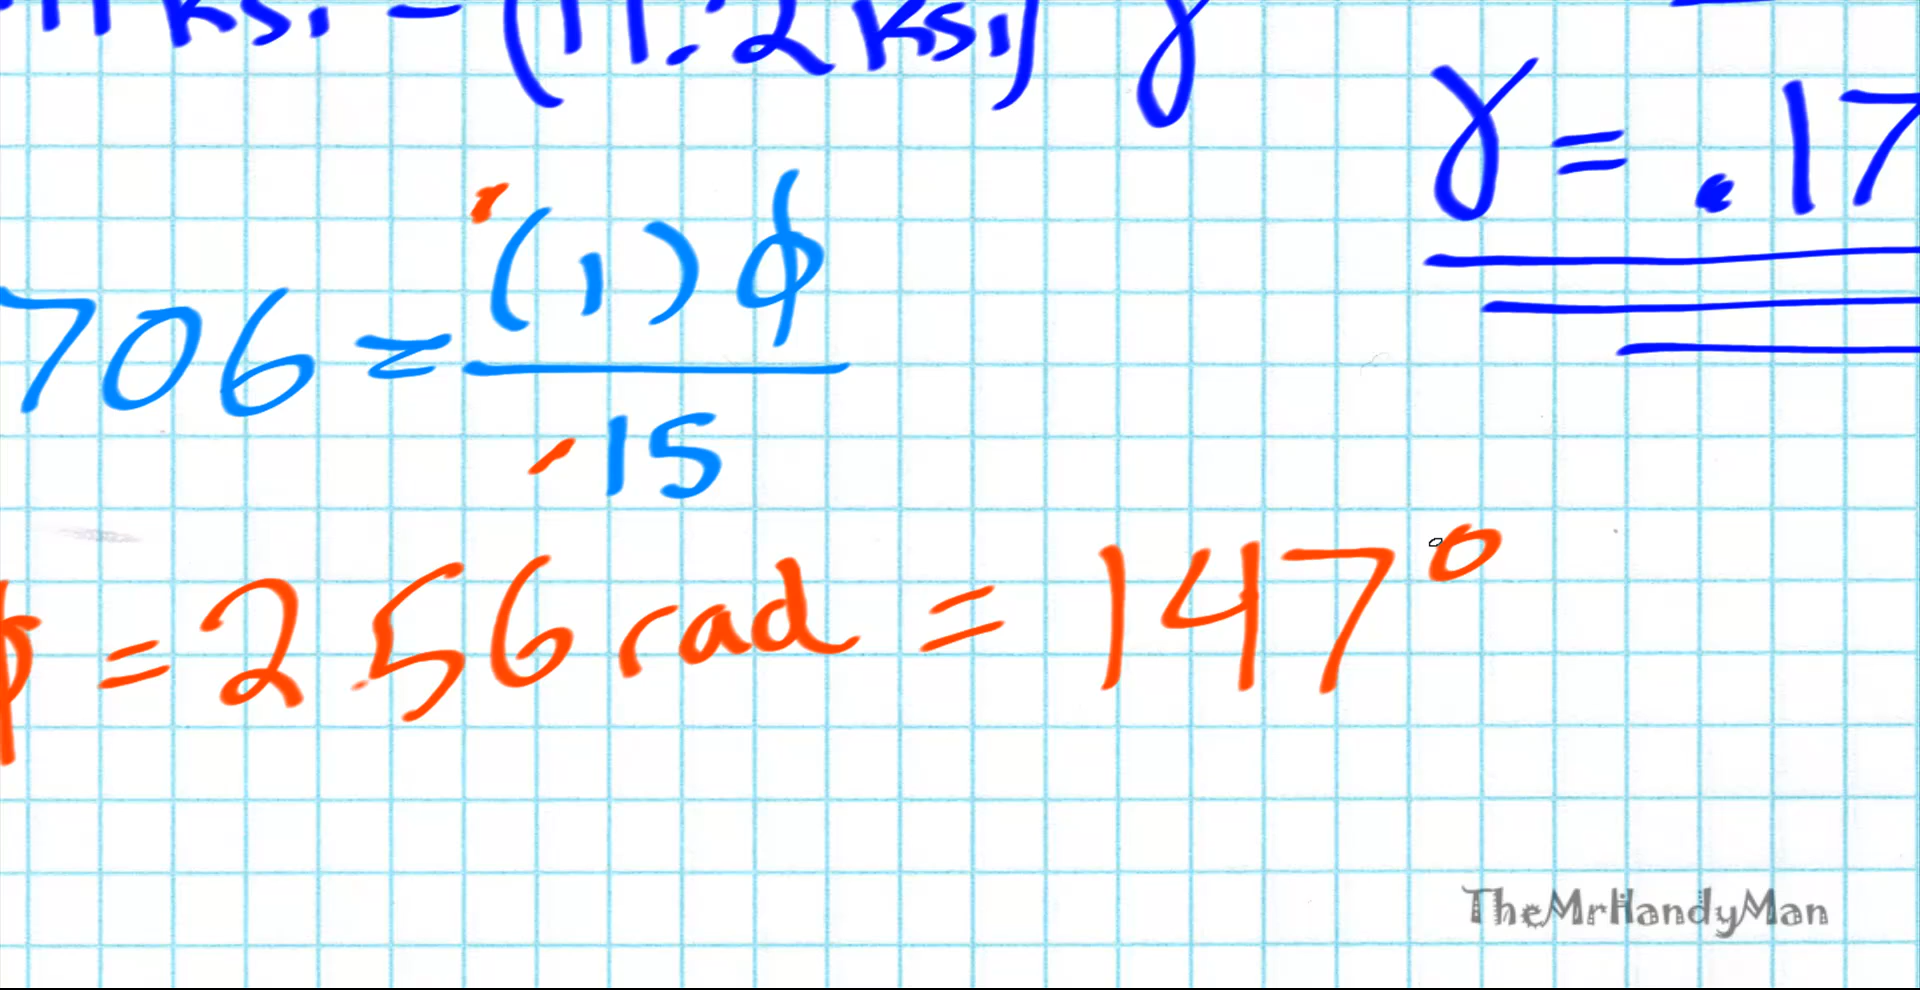 ksi = (11.2 ksi) γ
γ = .17
706 = (1) φ
15
φ = 2.56 rad = 147°
TheMrHandyMan